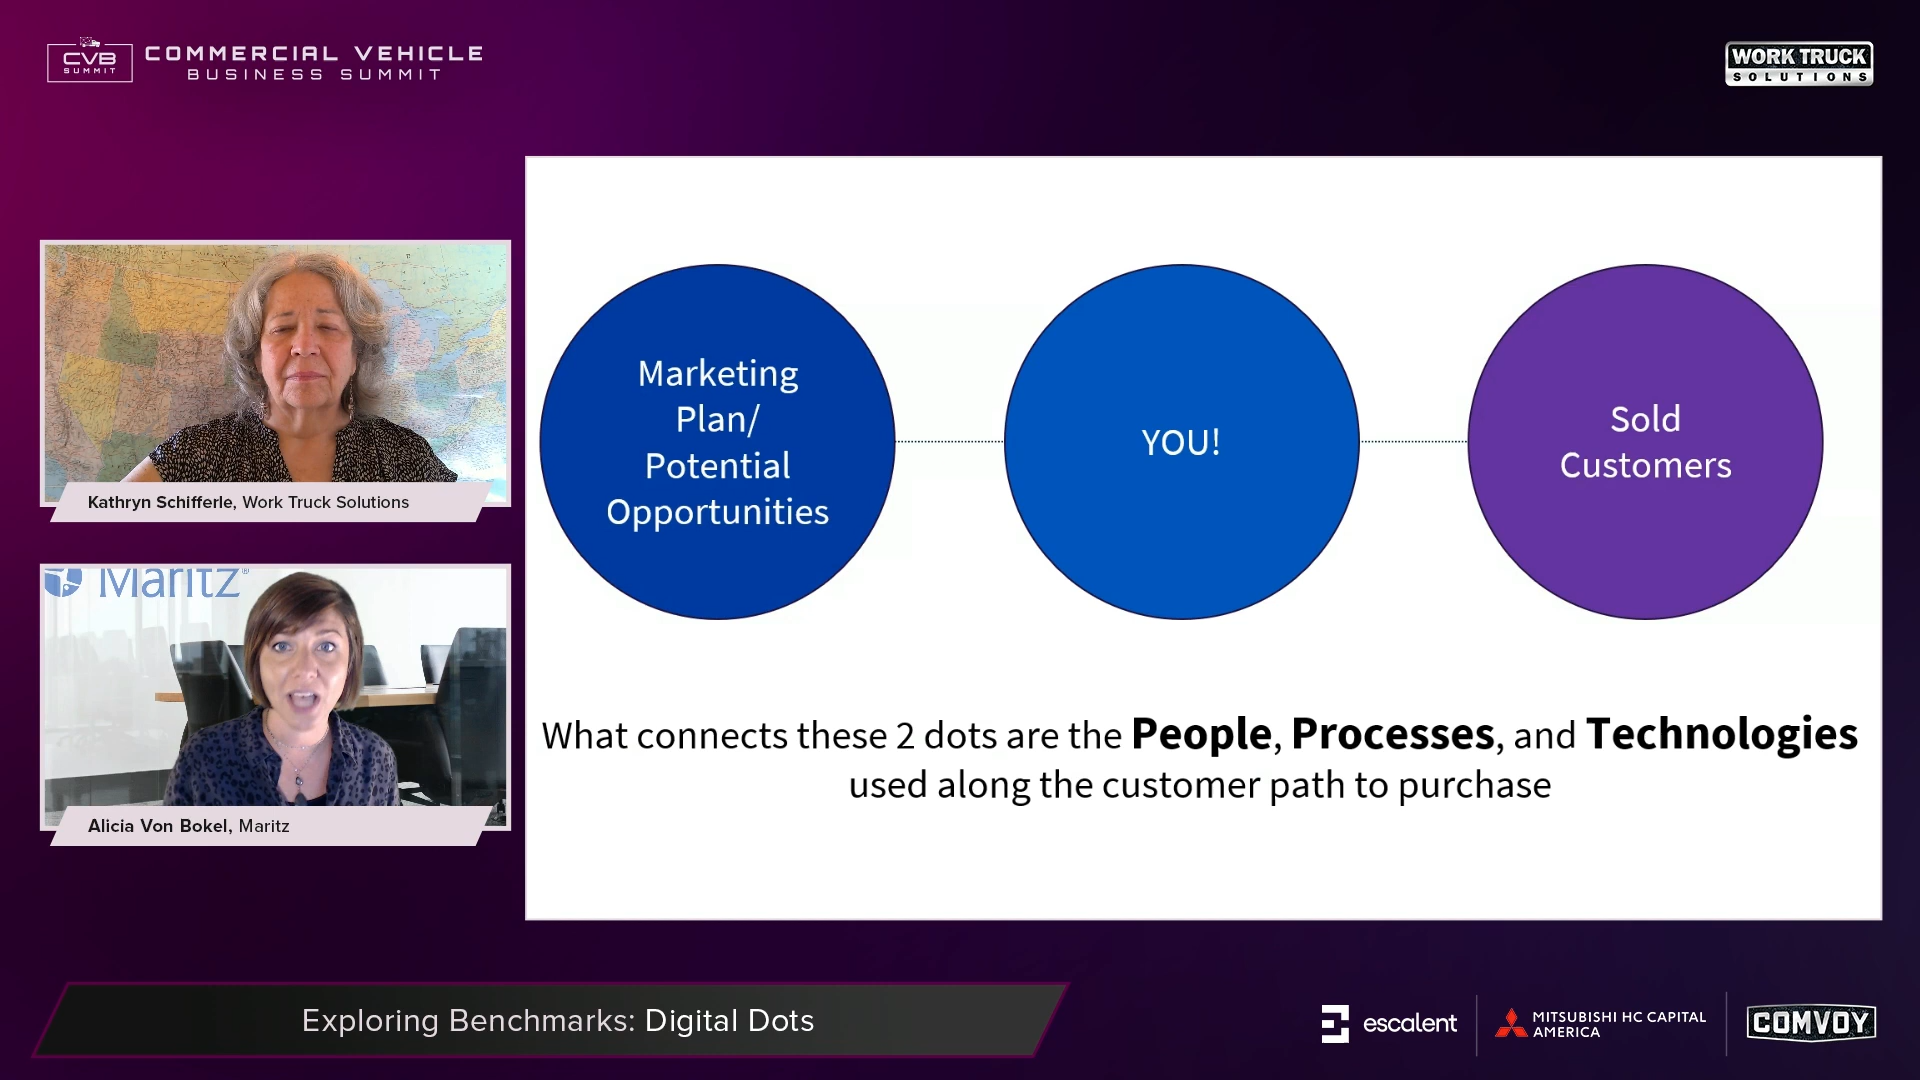 CVB
SUMMIT
COMMERCIAL VEHICLE
BUSINESS SUMMIT
WORK TRUCK
SOLUTIONS
Kathryn Schifferle, Work Truck Solutions
Maritz®
Alicia Von Bokel, Maritz
Marketing
Plan/
Potential
Opportunities
YOU!
Sold
Customers
What connects these 2 dots are the People, Processes, and Technologies
used along the customer path to purchase
Exploring Benchmarks: Digital Dots
escalent
MITSUBISHI HC CAPITAL
AMERICA
COMVOY